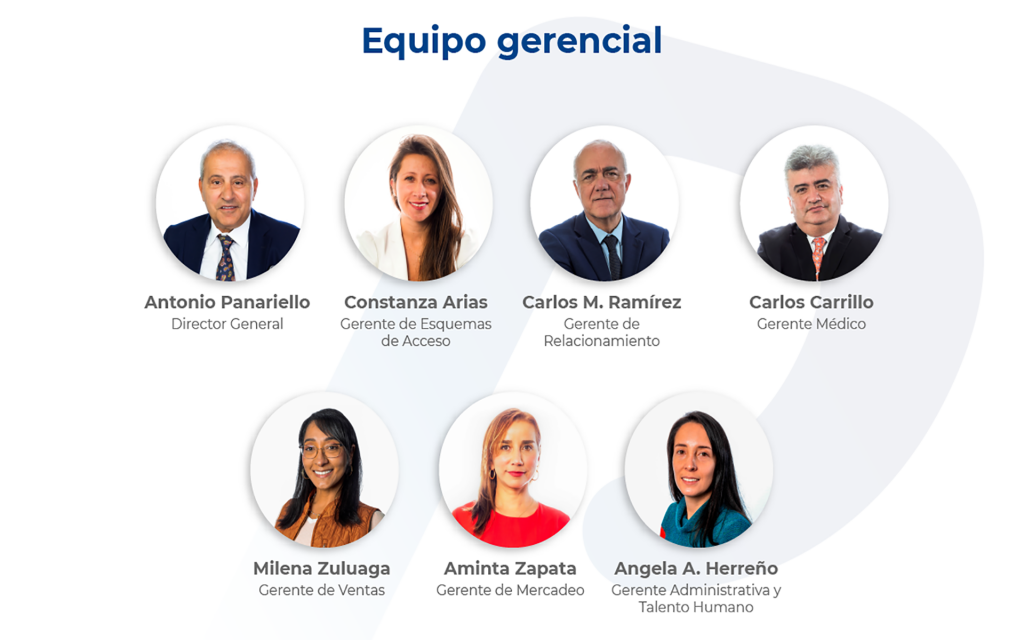 Equipo gerencial
Antonio Panariello
Director General
Constanza Arias
Gerente de Esquemas
de Acceso
Carlos M. Ramírez
Gerente de
Relacionamiento
Carlos Carrillo
Gerente Médico
Milena Zuluaga
Gerente de Ventas
Aminta Zapata
Gerente de Mercadeo
Angela A. Herreño
Gerente Administrativa y
Talento Humano